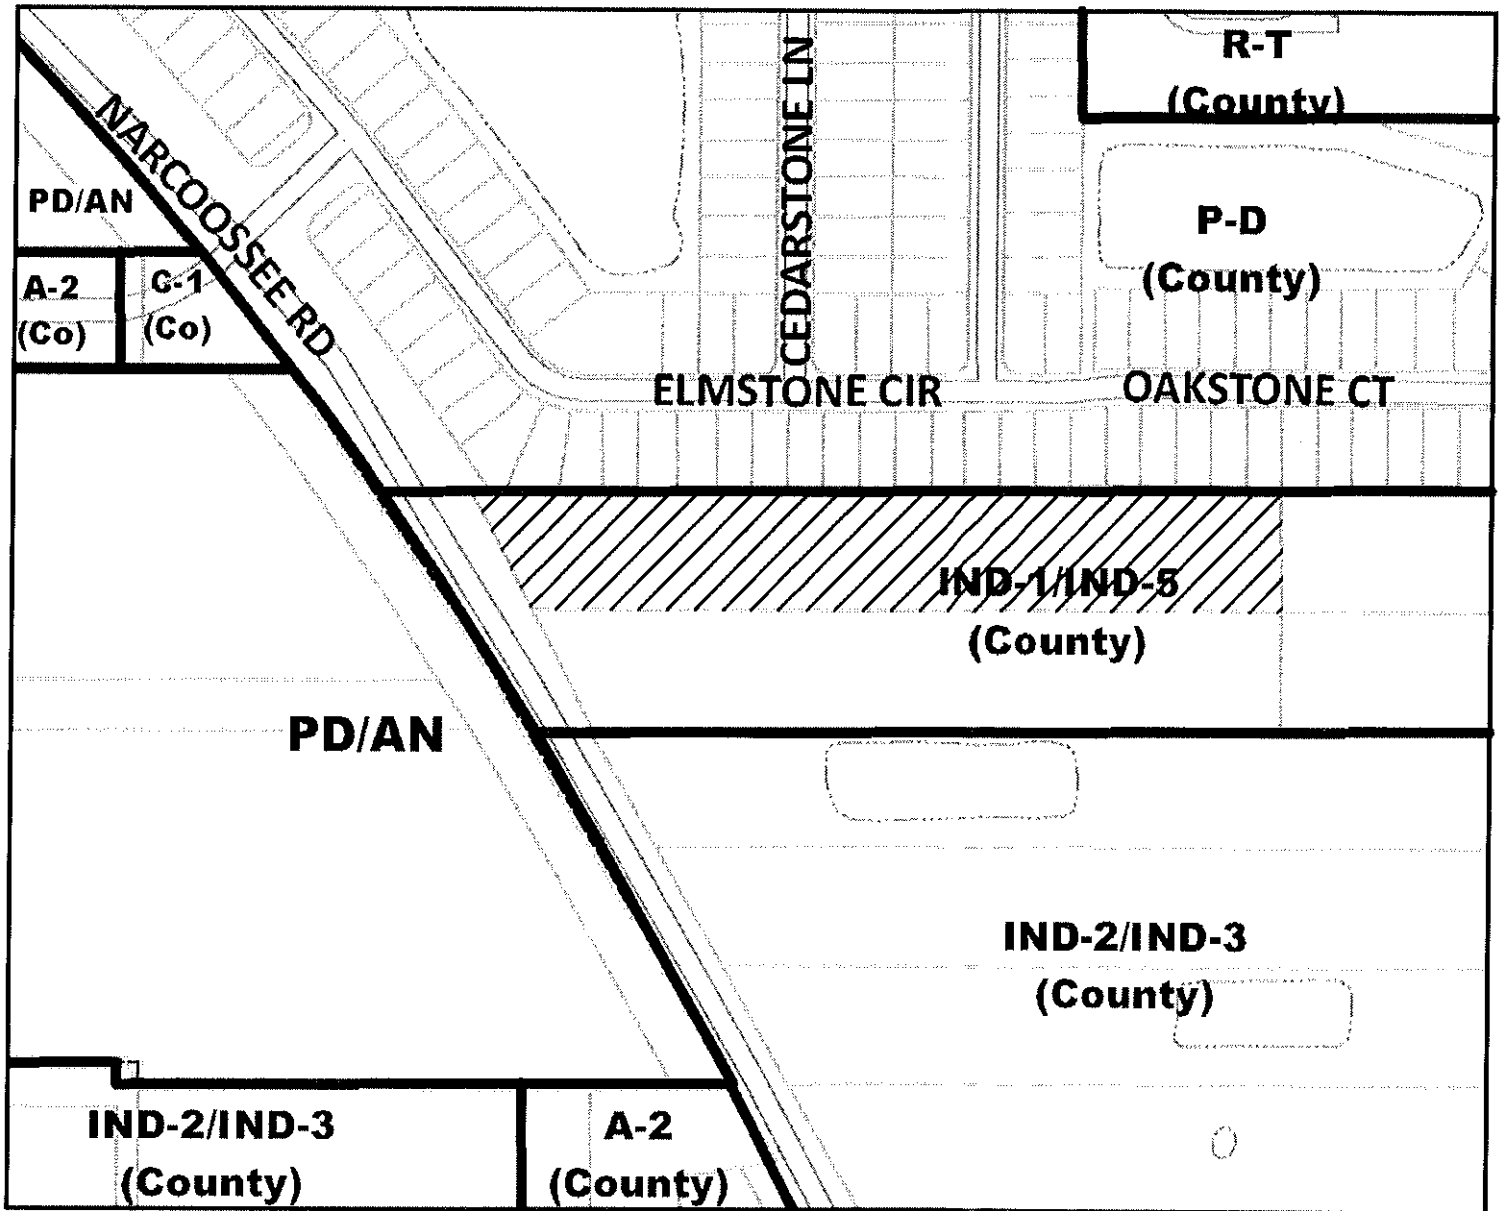 R-T
(County)
NARCOOSSEE RD
CEDARSTONE LN
PD/AN
P-D
(County)
A-2
(Co)
C-1
(Co)
ELMSTONE CIR
OAKSTONE CT
IND-1/IND-5
(County)
PD/AN
IND-2/IND-3
(County)
IND-2/IND-3
(County)
A-2
(County)